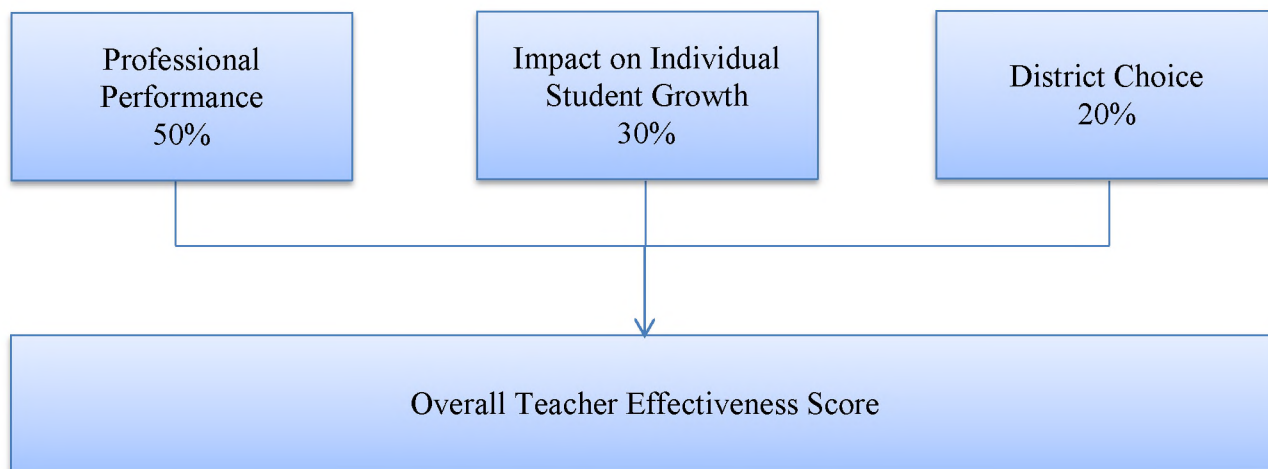 Professional
Performance
50%
Impact on Individual
Student Growth
30%
District Choice
20%
Overall Teacher Effectiveness Score